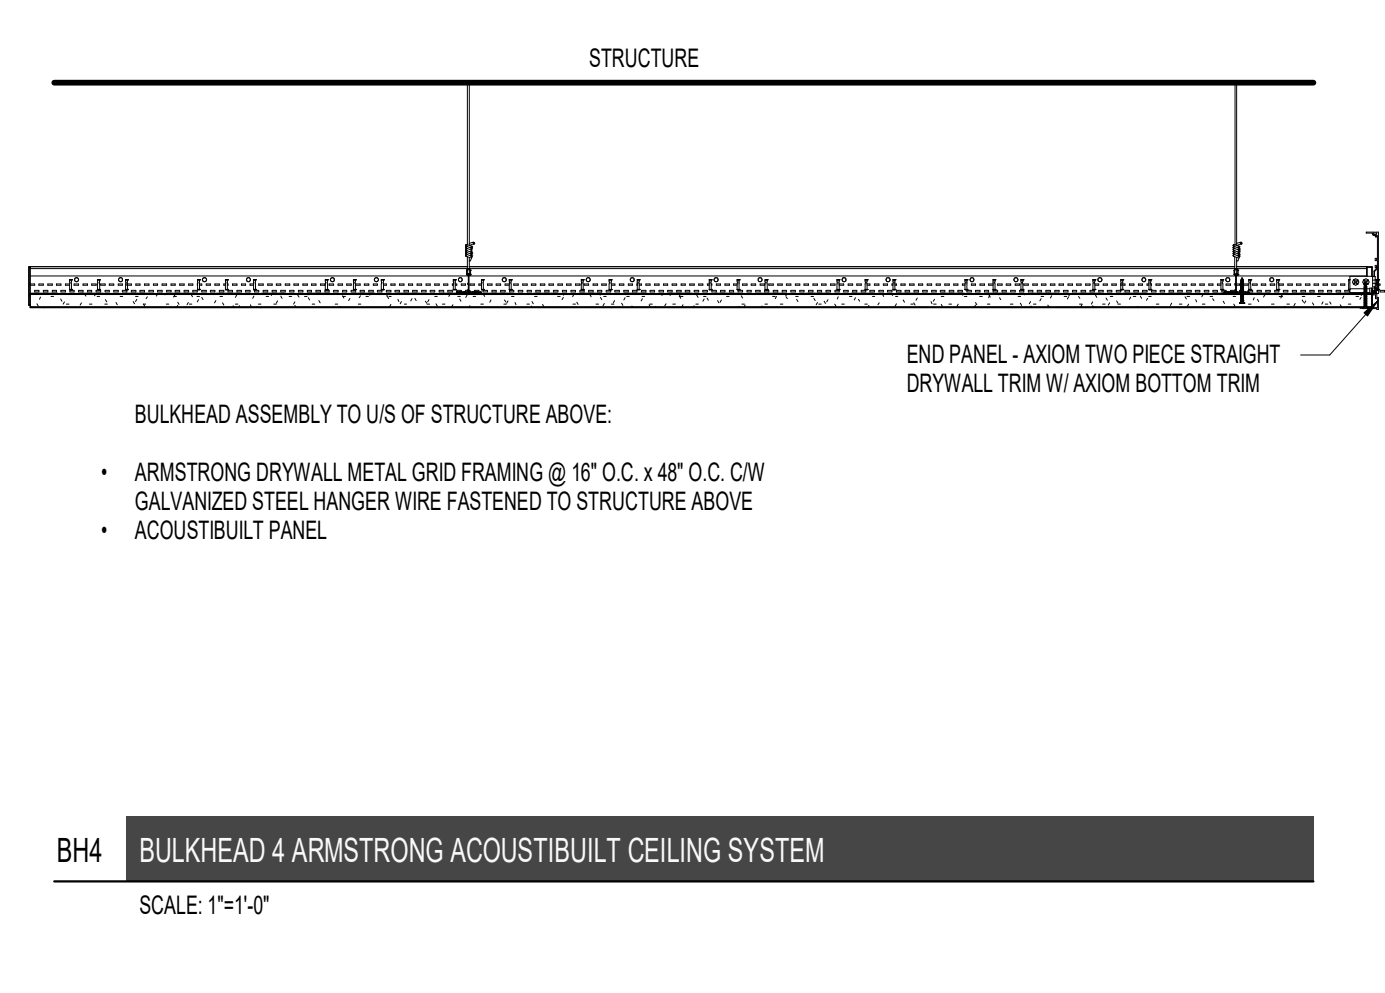 STRUCTURE
END PANEL - AXIOM TWO PIECE STRAIGHT
DRYWALL TRIM W/ AXIOM BOTTOM TRIM
BULKHEAD ASSEMBLY TO U/S OF STRUCTURE ABOVE:
• ARMSTRONG DRYWALL METAL GRID FRAMING @ 16" O.C. x 48" O.C. C/W
GALVANIZED STEEL HANGER WIRE FASTENED TO STRUCTURE ABOVE
• ACOUSTIBUILT PANEL
BH4 BULKHEAD 4 ARMSTRONG ACOUSTIBUILT CEILING SYSTEM
SCALE: 1"=1'-0"